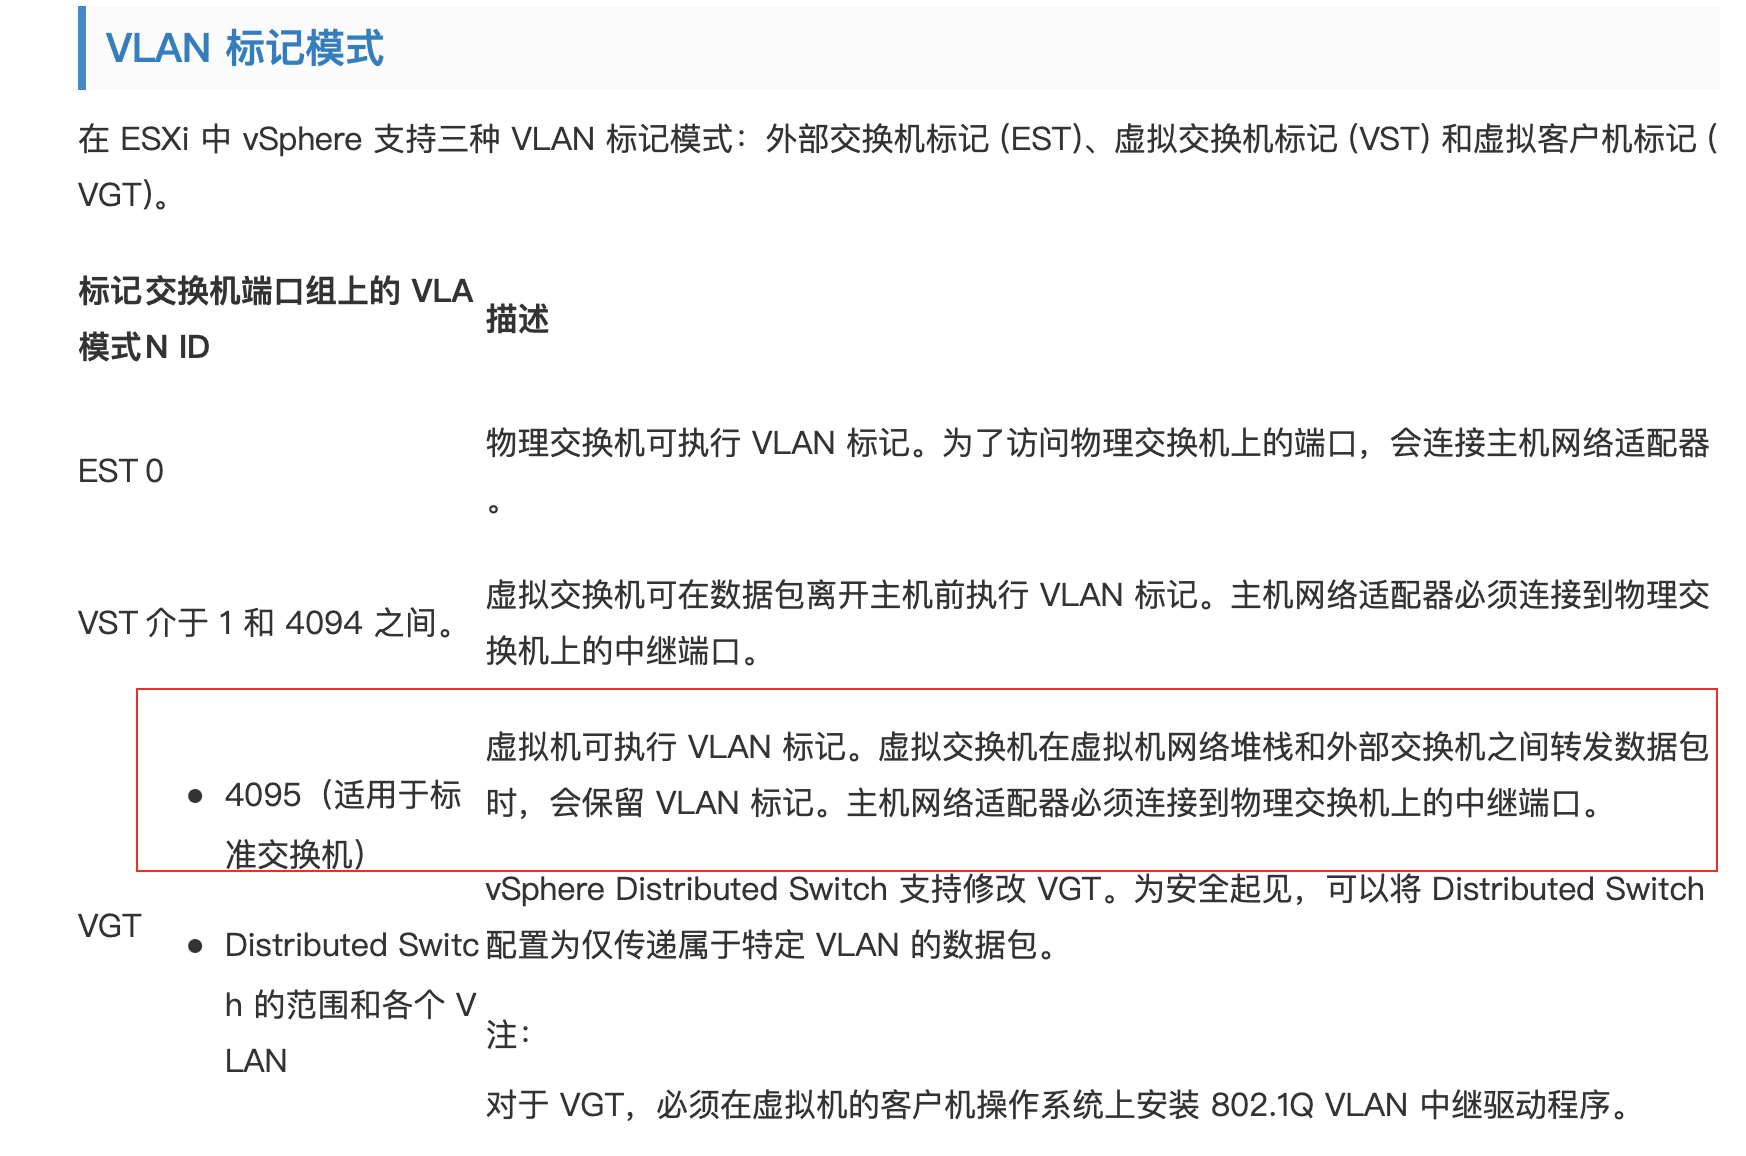 VLAN 标记模式
在 ESXi 中 vSphere 支持三种 VLAN 标记模式：外部交换机标记 (EST)、虚拟交换机标记 (VST) 和虚拟客户机标记 (
VGT)。
标记 交换机端口组上的 VLA
模式 N ID
描述
EST 0
物理交换机可执行 VLAN 标记。为了访问物理交换机上的端口，会连接主机网络适配器
。
VST 介于 1 和 4094 之间。
虚拟交换机可在数据包离开主机前执行 VLAN 标记。主机网络适配器必须连接到物理交
换机上的中继端口。
VGT
● 4095（适用于标
准交换机）
● Distributed Switc
h 的范围和各个 V
LAN
虚拟机可执行 VLAN 标记。虚拟交换机在虚拟机网络堆栈和外部交换机之间转发数据包
时，会保留 VLAN 标记。主机网络适配器必须连接到物理交换机上的中继端口。
vSphere Distributed Switch 支持修改 VGT。为安全起见，可以将 Distributed Switch
配置为仅传递属于特定 VLAN 的数据包。
注：
对于 VGT，必须在虚拟机的客户机操作系统上安装 802.1Q VLAN 中继驱动程序。